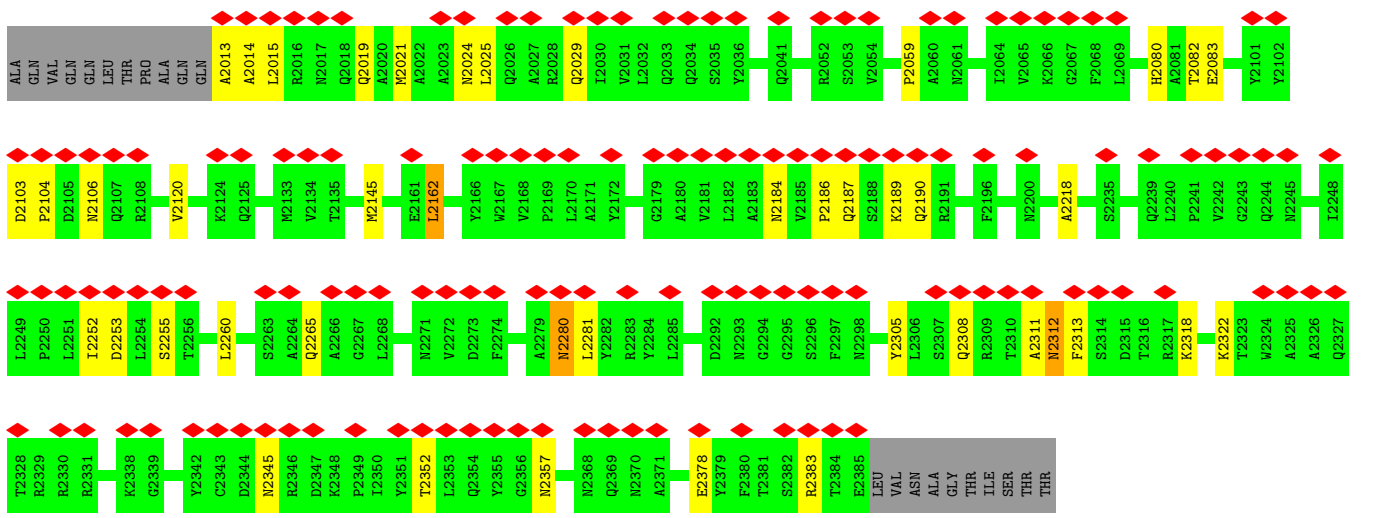 ALA GLN VAL GLN GLN LEU THR PRO ALA GLN GLN A2013 A2014 L2015 R2016 N2017 Q2018 Q2019 A2020 M2021 A2022 A2023 N2024 L2025 Q2026 A2027 R2028 Q2029 T2030 V2031 L2032 Q2033 Q2034 S2035 Y2036 Q2041 R2052 S2053 V2054 P2059 A2060 N2061 I2064 V2065 K2066 G2067 F2068 L2069 H2080 A2081 T2082 E2083 Y2101 Y2102
D2103 P2104 D2105 N2106 Q2107 R2108 V2120 K2124 Q2125 M2133 V2134 T2135 M2145 E2161 L2162 Y2166 W2167 V2168 P2169 L2170 A2171 Y2172 G2179 A2180 V2181 L2182 A2183 N2184 V2185 P2186 Q2187 S2188 K2189 Q2190 R2191 F2196 N2200 A2218 S2235 Q2239 L2240 P2241 V2242 G2243 Q2244 N2245 I2248
L2249 P2250 L2251 I2252 D2253 L2254 S2255 T2256 L2260 S2263 A2264 Q2265 A2266 G2267 L2268 N2271 V2272 D2273 F2274 A2279 N2280 L2281 Y2282 R2283 Y2284 L2285 D2292 N2293 G2294 G2295 S2296 F2297 N2298 Y2305 L2306 S2307 Q2308 R2309 T2310 A2311 N2312 F2313 S2314 D2315 T2316 R2317 K2318 K2322 T2323 W2324 A2325 A2326 Q2327
T2328 R2329 R2330 R2331 K2338 G2339 Y2342 C2343 D2344 N2345 R2346 D2347 K2348 P2349 I2350 Y2351 T2352 L2353 Q2354 Y2355 G2356 N2357 N2368 Q2369 N2370 A2371 E2378 Y2379 F2380 T2381 S2382 R2383 T2384 E2385 LEU VAL ASN ALA GLY THR ILE SER THR THR